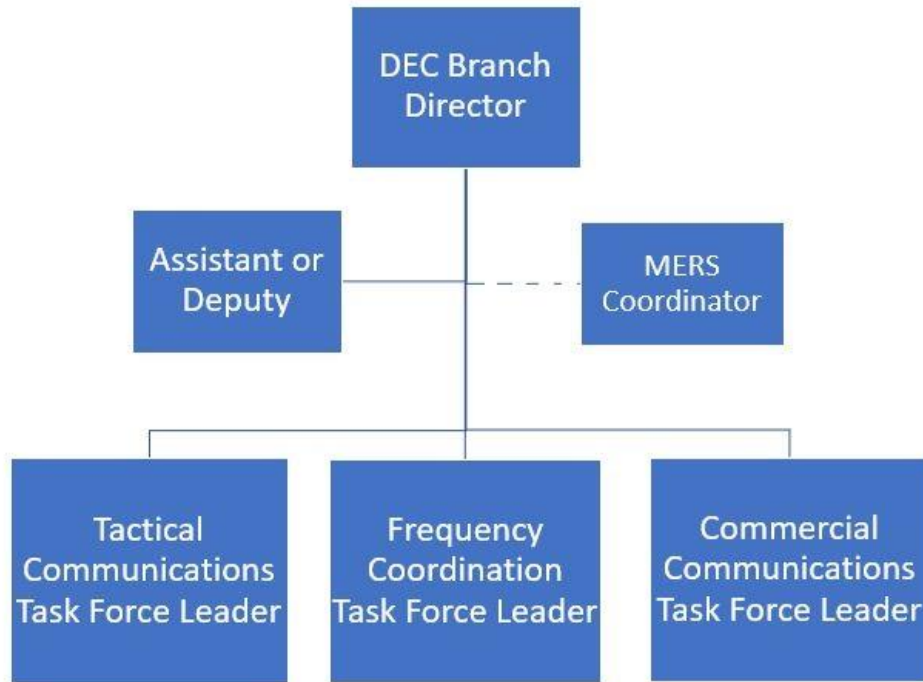 DEC Branch
Director
Assistant or
Deputy
MERS
Coordinator
Tactical
Communications
Task Force Leader
Frequency
Coordination
Task Force Leader
Commercial
Communications
Task Force Leader